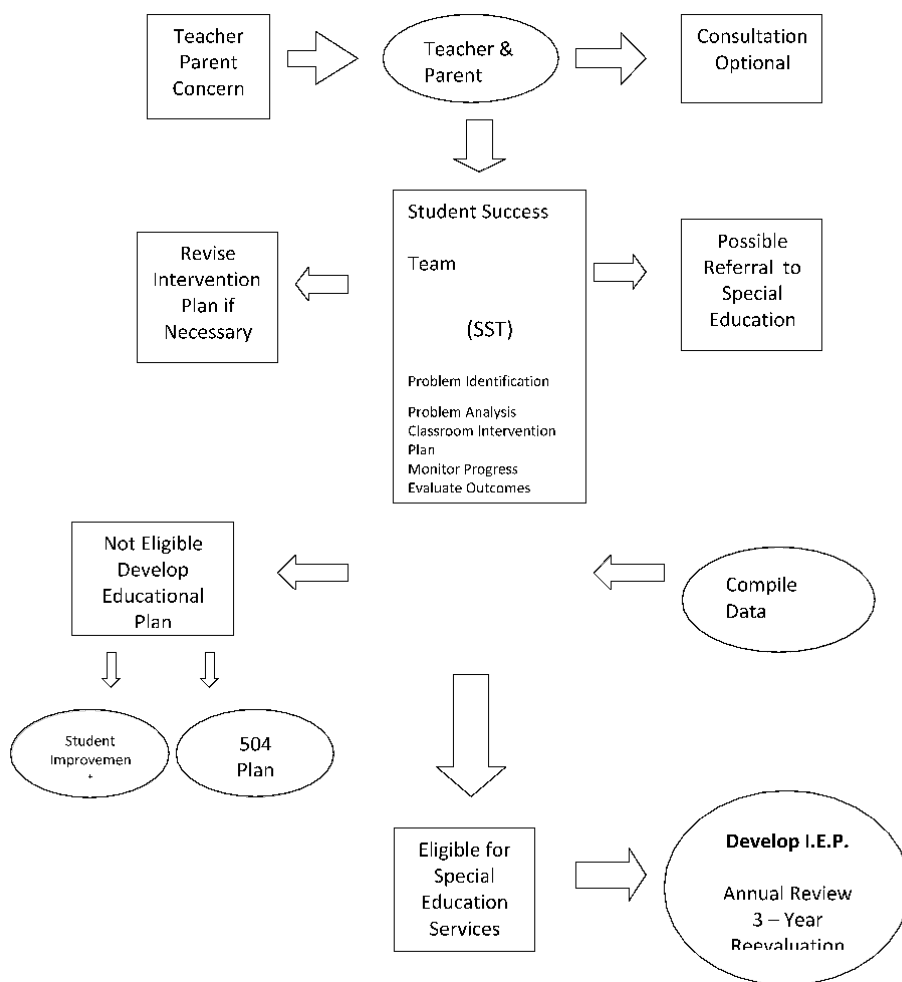 Teacher
Parent
Concern
Teacher &
Parent
Consultation
Optional
Revise
Intervention
Plan if
Necessary
Student Success
Team
(SST)
Problem Identification
Problem Analysis
Classroom Intervention
Plan
Monitor Progress
Evaluate Outcomes
Possible
Referral to
Special
Education
Not Eligible
Develop
Educational
Plan
Compile
Data
Student
Improvemen
504
Plan
Eligible for
Special
Education
Services
Develop I.E.P.
Annual Review
3 – Year
Reevaluation